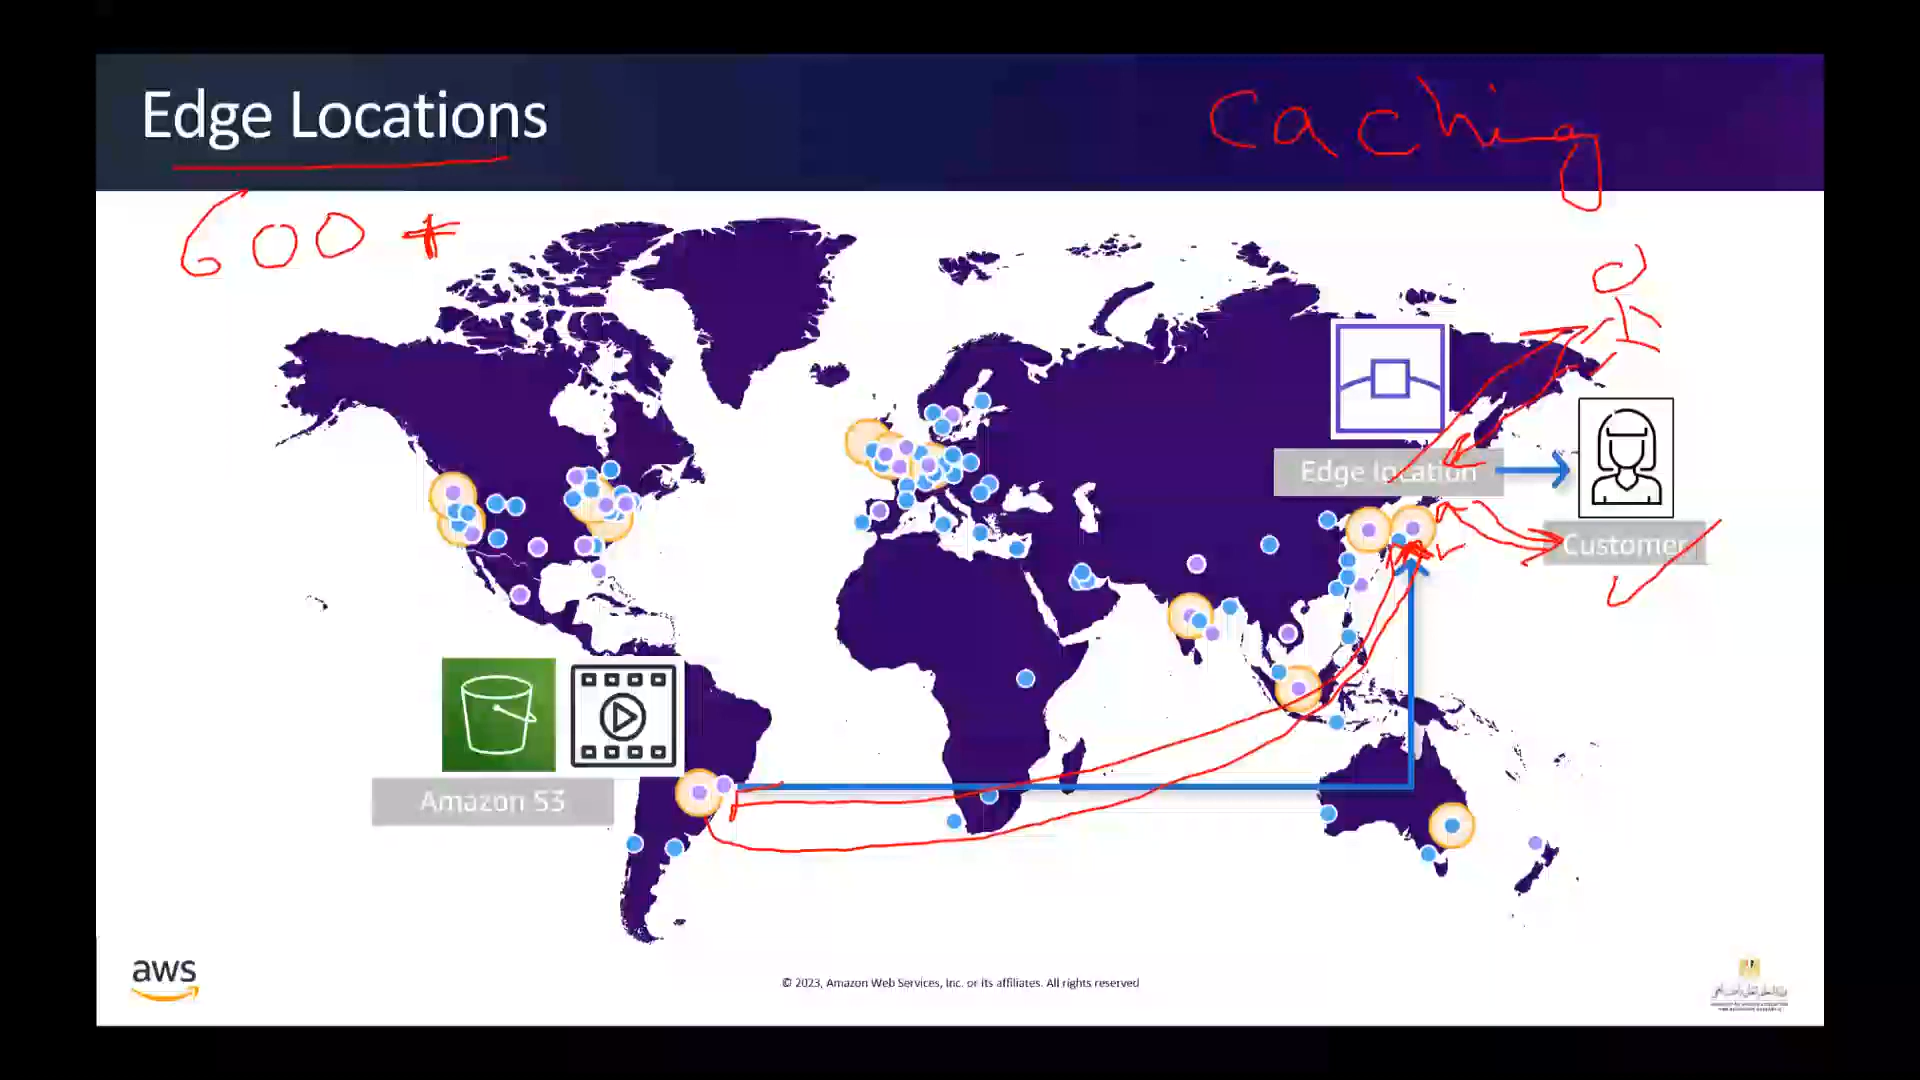 Edge Locations
caching
600 +
Edge location
Customer
Amazon S3
aws
© 2023, Amazon Web Services, Inc. or its affiliates. All rights reserved